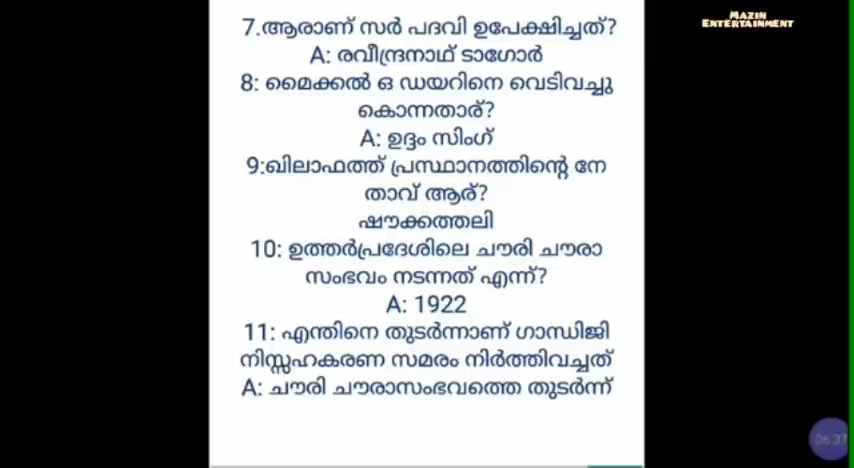 MAZIN
ENTERTAINMENT
7.ആരാണ് സർ പദവി ഉപേക്ഷിച്ചത്?
A: രവീന്ദ്രനാഥ് ടാഗോർ
8: മൈക്കൽ ഒ ഡയറിനെ വെടിവച്ചു
കൊന്നതാര്?
A: ഉദ്ദം സിംഗ്
9:ഖിലാഫത്ത് പ്രസ്ഥാനത്തിന്റെ നേ
താവ് ആര്?
ഷൗക്കത്തലി
10: ഉത്തർപ്രദേശിലെ ചൗരി ചൗരാ
സംഭവം നടന്നത് എന്ന്?
A: 1922
11: എന്തിനെ തുടർന്നാണ് ഗാന്ധിജി
നിസ്സഹകരണ സമരം നിർത്തിവച്ചത്
A: ചൗരി ചൗരാസംഭവത്തെ തുടർന്ന്
06:37